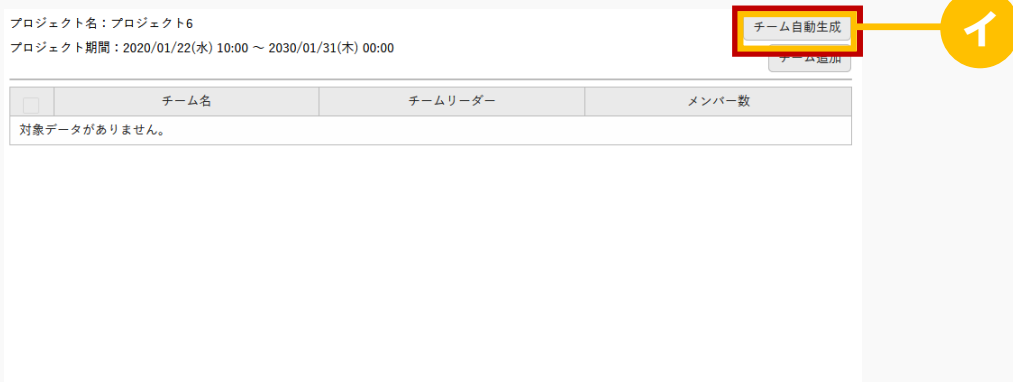 プロジェクト名：プロジェクト6
チーム自動生成
イ
プロジェクト期間：2020/01/22(水) 10:00 ～ 2030/01/31(木) 00:00
チーム追加
チーム名 チームリーダー メンバー数
対象データがありません。